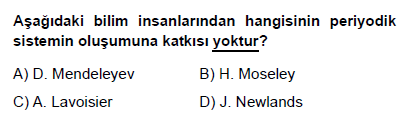 Aşağıdaki bilim insanlarından hangisinin periyodik
sistemin oluşumuna katkısı yoktur?
A) D. Mendeleyev B) H. Moseley
C) A. Lavoisier D) J. Newlands